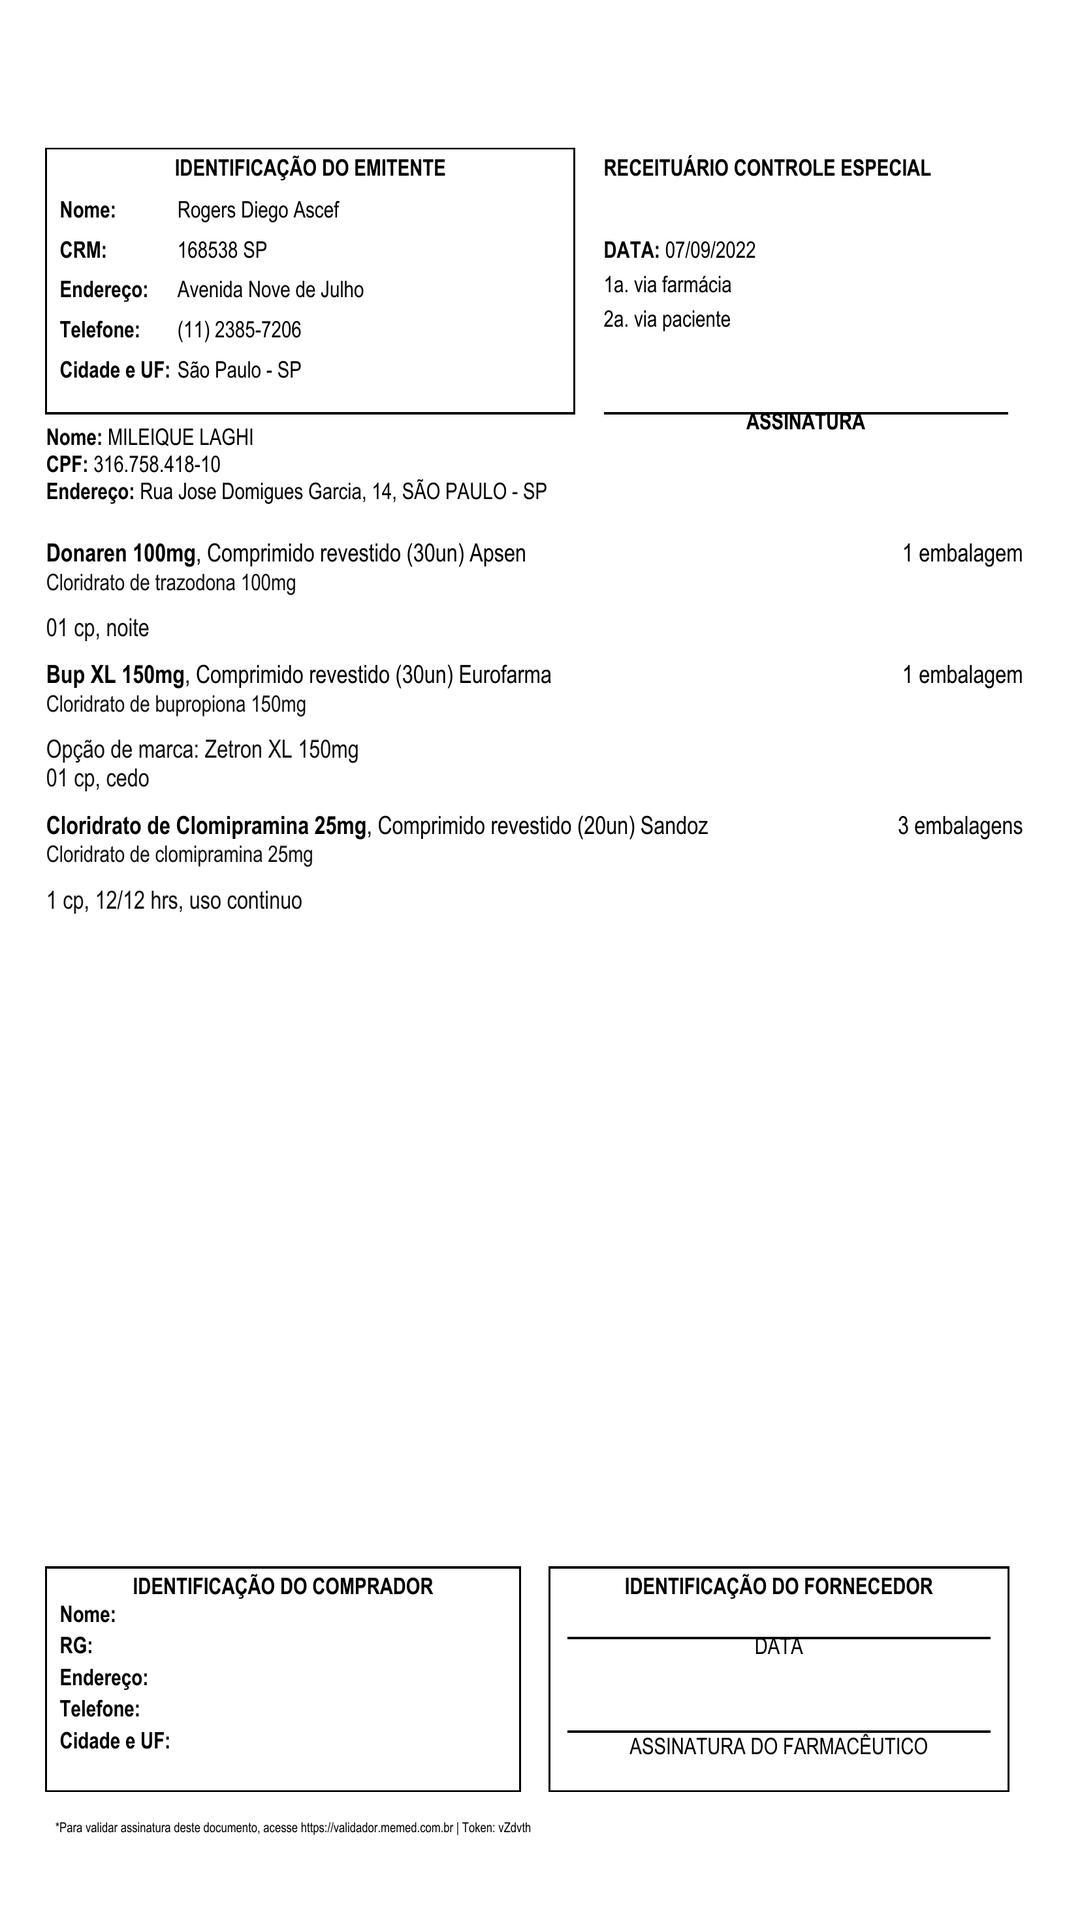 IDENTIFICAÇÃO DO EMITENTE
Nome: Rogers Diego Ascef
CRM: 168538 SP
Endereço: Avenida Nove de Julho
Telefone: (11) 2385-7206
Cidade e UF: São Paulo - SP
RECEITUÁRIO CONTROLE ESPECIAL
DATA: 07/09/2022
1a. via farmácia
2a. via paciente
ASSINATURA
Nome: MILEIQUE LAGHI
CPF: 316.758.418-10
Endereço: Rua Jose Domigues Garcia, 14, SÃO PAULO - SP
Donaren 100mg, Comprimido revestido (30un) Apsen 1 embalagem
Cloridrato de trazodona 100mg
01 cp, noite
Bup XL 150mg, Comprimido revestido (30un) Eurofarma 1 embalagem
Cloridrato de bupropiona 150mg
Opção de marca: Zetron XL 150mg
01 cp, cedo
Cloridrato de Clomipramina 25mg, Comprimido revestido (20un) Sandoz 3 embalagens
Cloridrato de clomipramina 25mg
1 cp, 12/12 hrs, uso continuo
IDENTIFICAÇÃO DO COMPRADOR
Nome:
RG:
Endereço:
Telefone:
Cidade e UF:
IDENTIFICAÇÃO DO FORNECEDOR
DATA
ASSINATURA DO FARMACÊUTICO
*Para validar assinatura deste documento, acesse https://validador.memed.com.br | Token: vZdvth